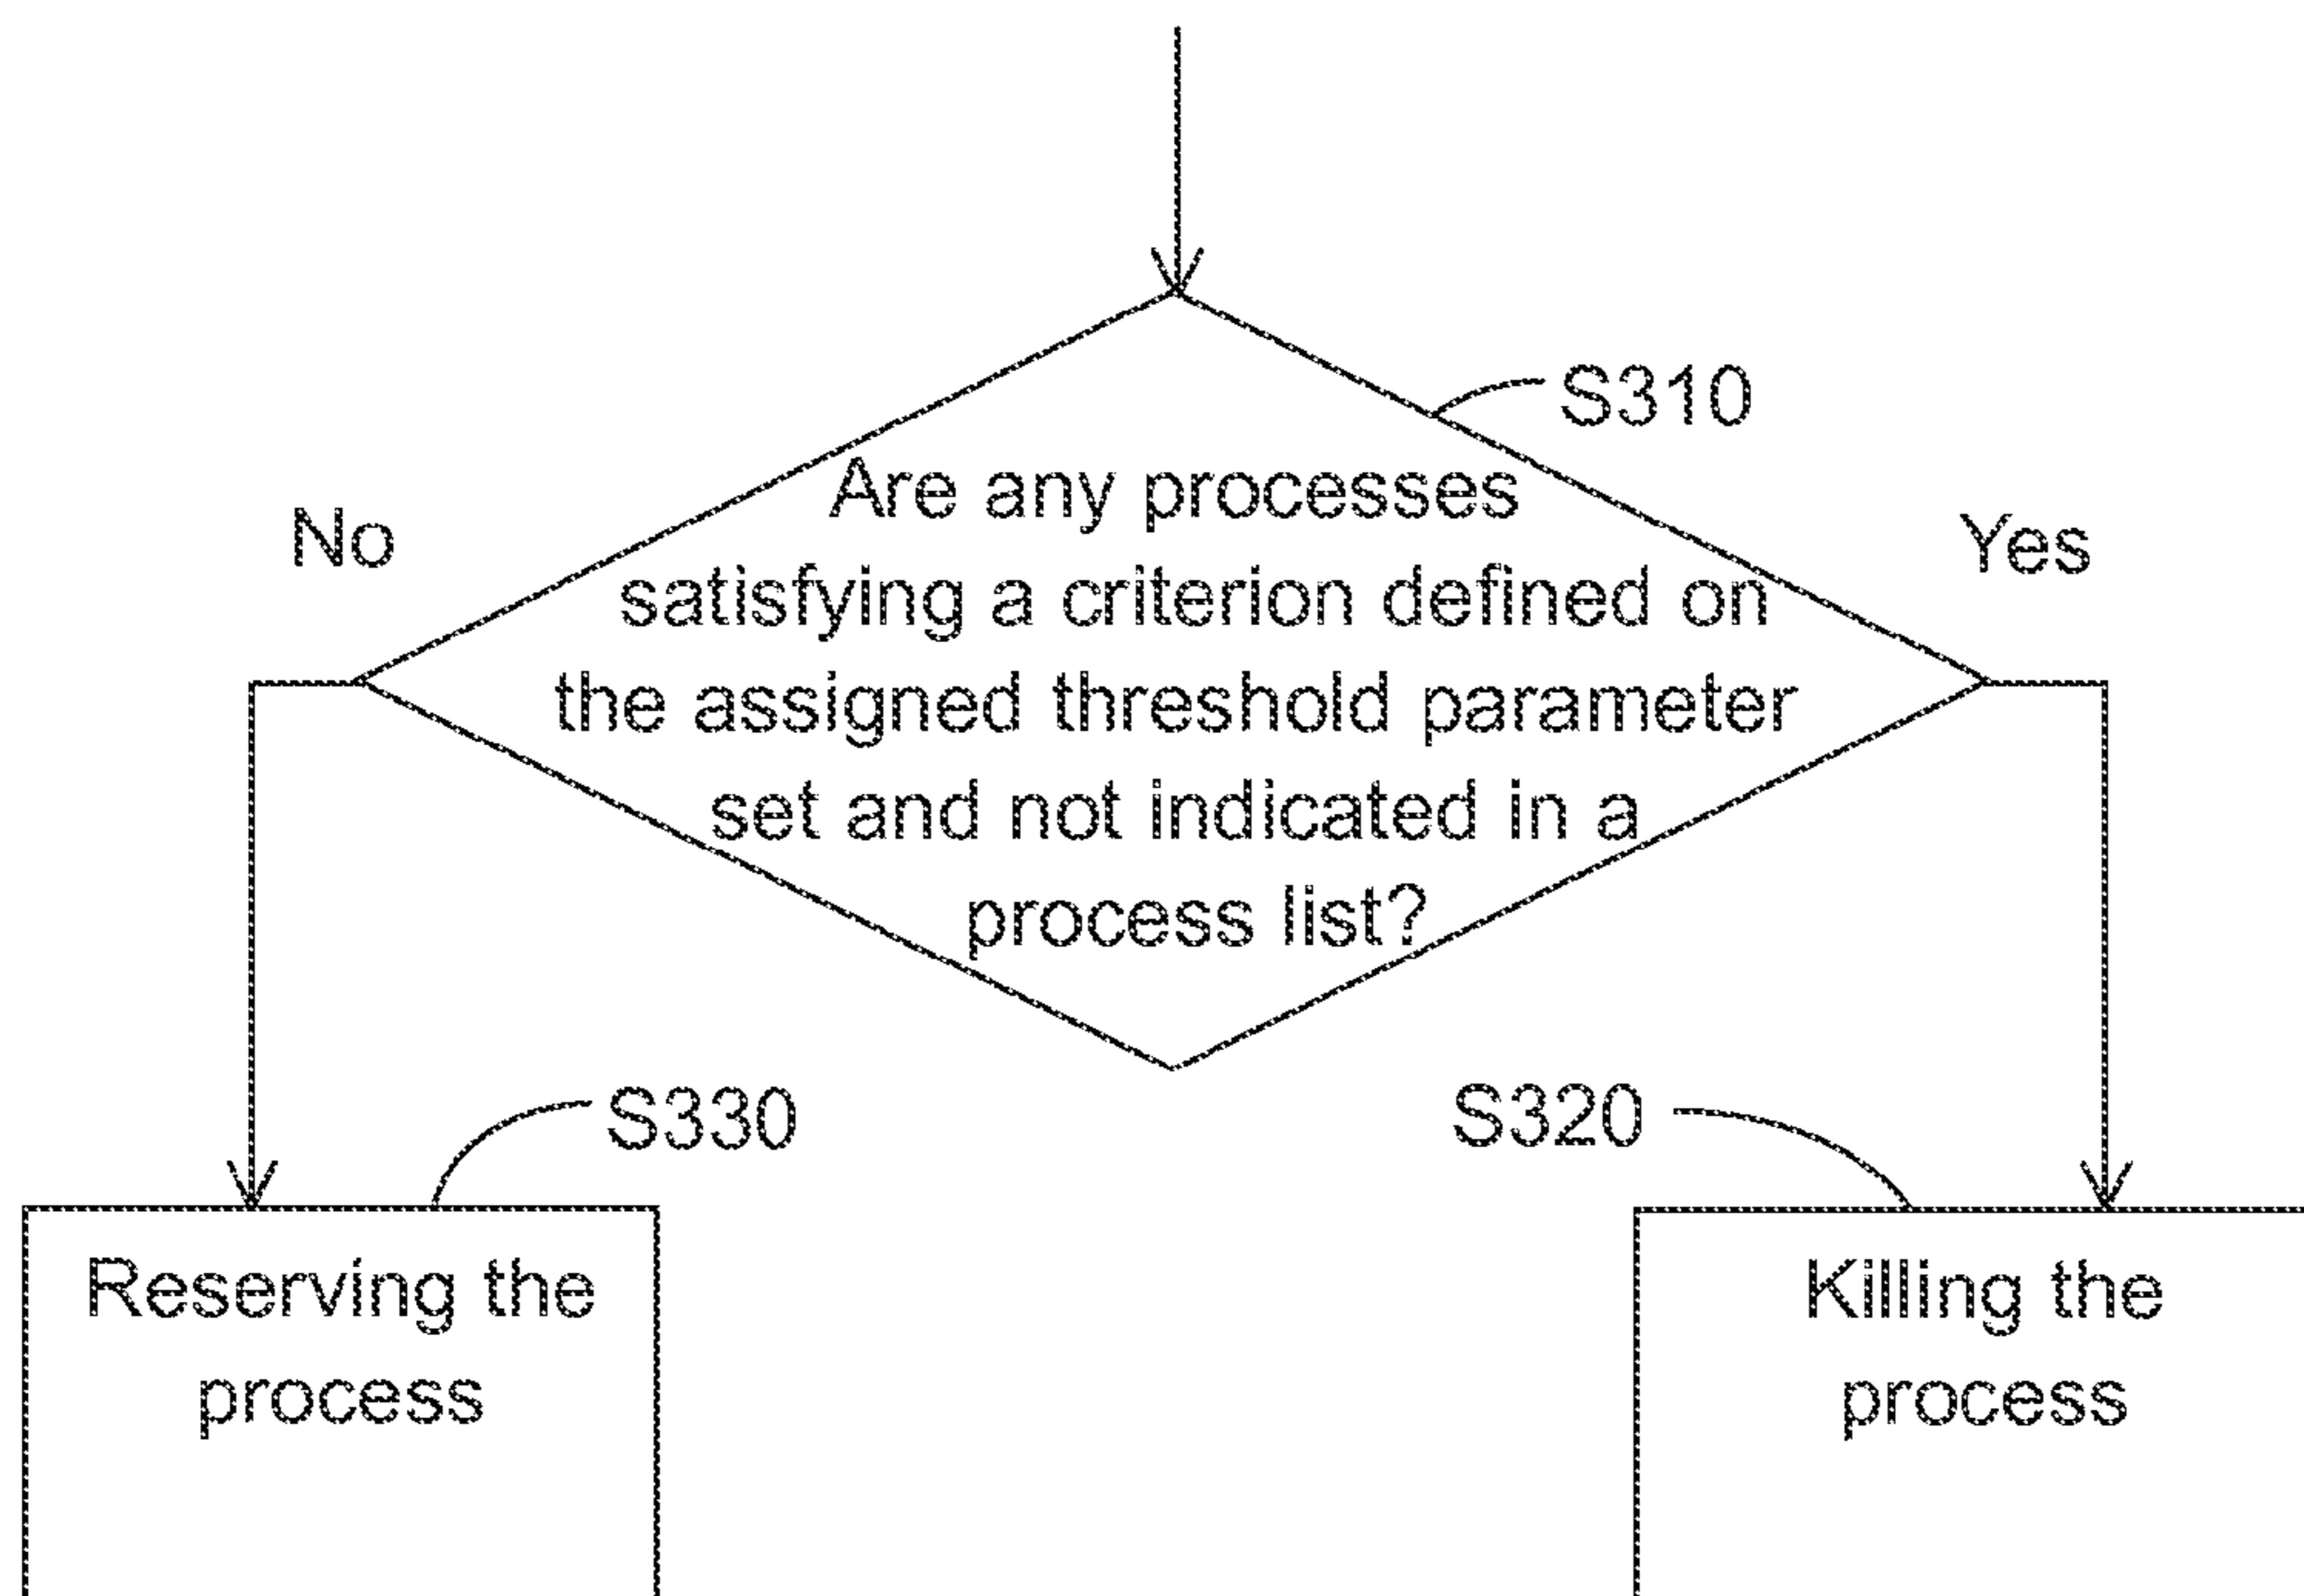 S310
Are any processes
satisfying a criterion defined on
the assigned threshold parameter
set and not indicated in a
process list?
No
Yes
S330
S320
Reserving the
process
Killing the
process